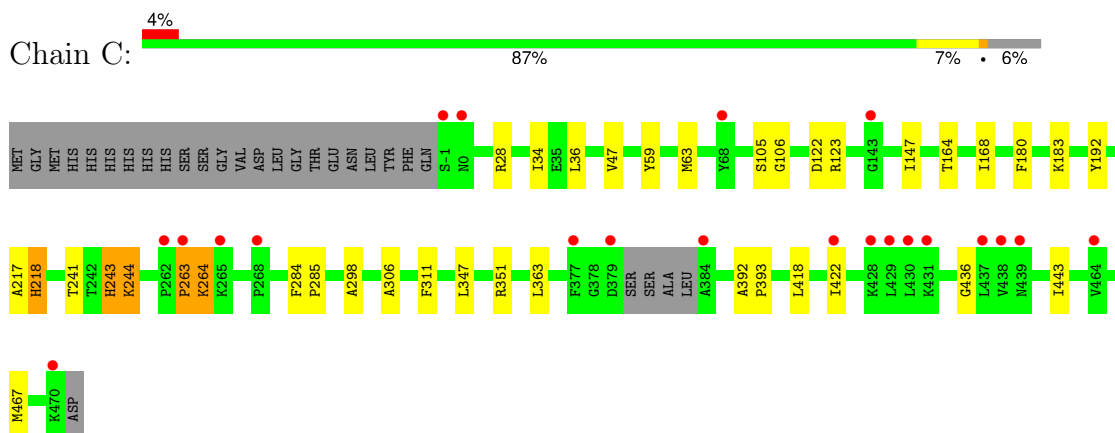 4%
Chain C:
87% 7% • 6%
MET GLY MET HIS HIS HIS HIS HIS HIS SER SER GLY VAL ASP LEU GLY THR GLU ASN LEU TYR PHE GLN S-1 N0 R28 I34 E35 L36 V47 Y59 M63 Y68 S105 G106 D122 R123 G143 I147 T164 I168 F180 K183 Y192
A217 H218 T241 T242 H243 K244 P262 P263 K264 K265 P268 F284 P285 A298 A306 F311 L347 R351 L363 F377 G378 D379 SER SER ALA LEU A384 A392 P393 L418 I422 K428 L429 L430 K431 G436 L437 V438 N439 I443 V464
M467 K470 ASP